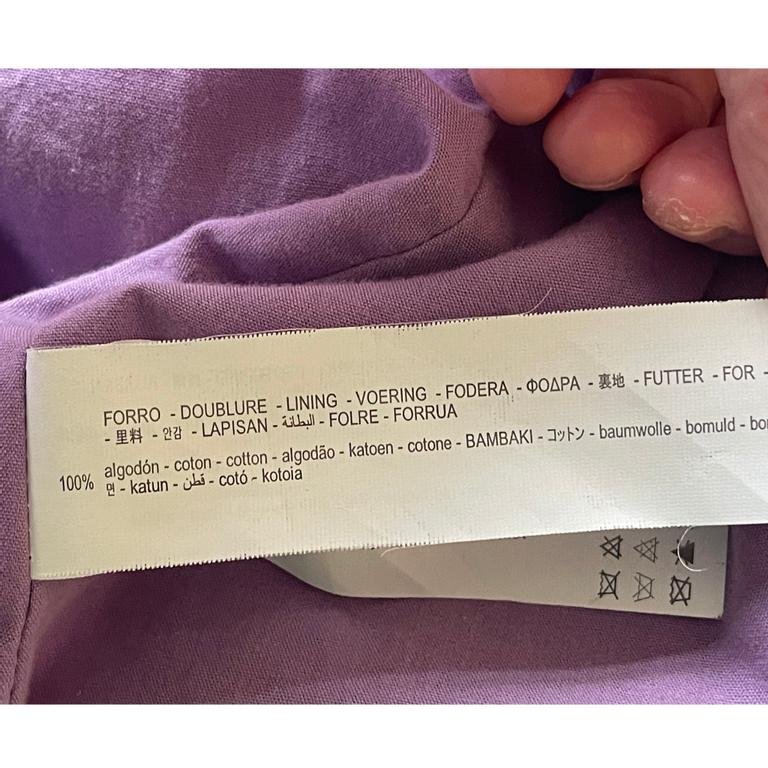 FORRO - DOUBLURE - LINING - VOERING - FODERA - ΦΟΔΡΑ - 裏地 - FUTTER - FOR -
- 里料 - 안감 - LAPISAN - البطانة - FOLRE - FORRUA
100% algodón - coton - cotton - algodão - katoen - cotone - BAMBAKI - コットン - baumwolle - bomuld - bo
면 - katun - قطن - cotó - kotoia